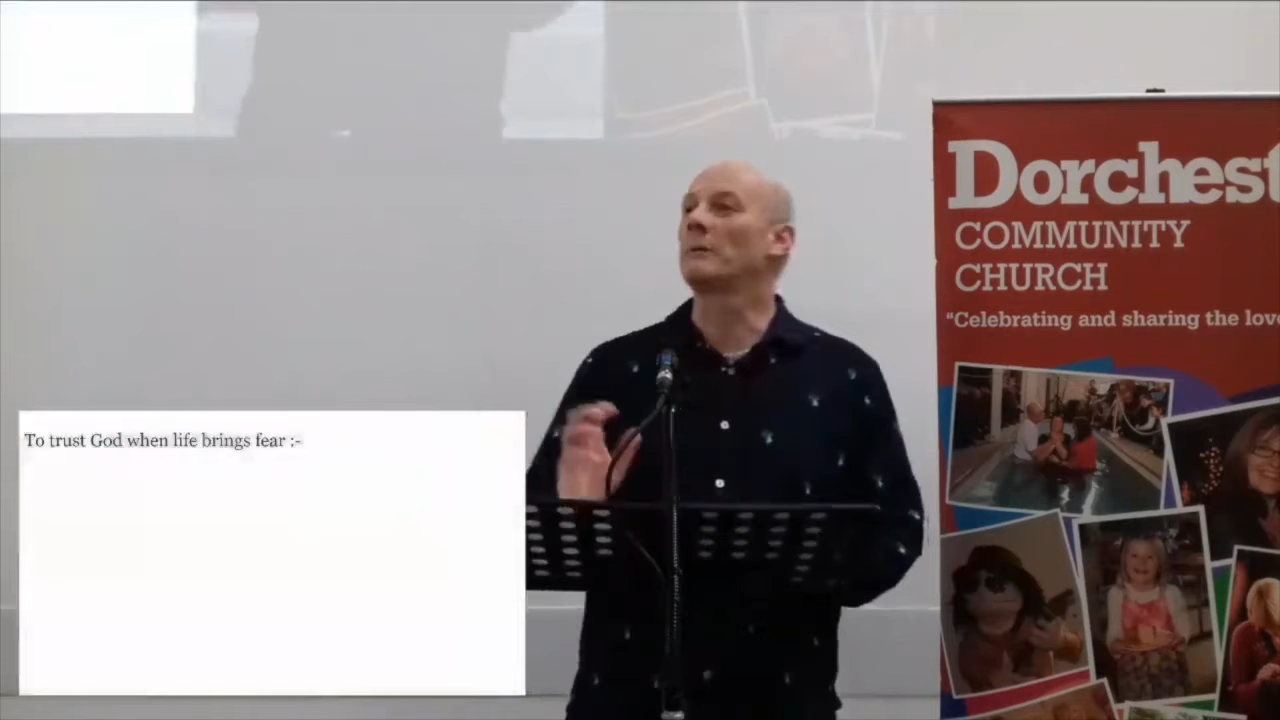 To trust God when life brings fear :-
Dorchest
COMMUNITY
CHURCH
"Celebrating and sharing the love